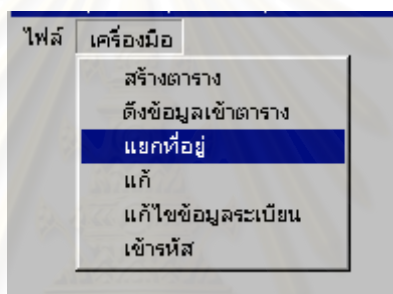 ไฟล์ เครื่องมือ
สร้างตาราง
ดึงข้อมูลเข้าตาราง
แยกที่อยู่
แก้
แก้ไขข้อมูลระเบียน
เข้ารหัส